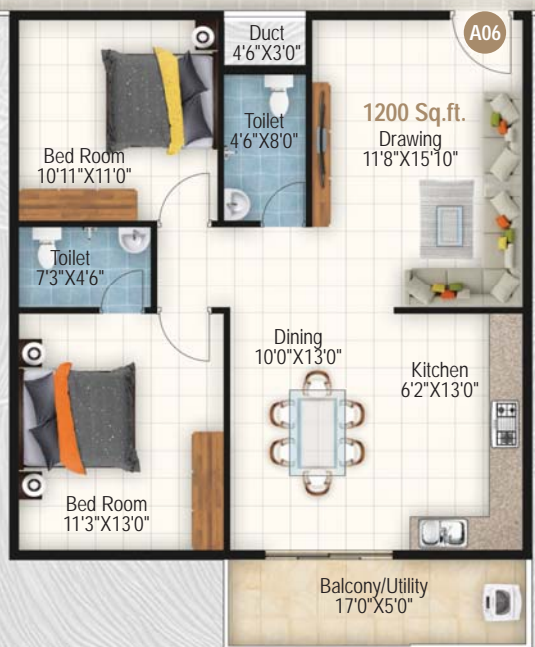 Duct
4'6"X3'0"
A06
Toilet
4'6"X8'0"
1200 Sq.ft.
Drawing
11'8"X15'10"
Bed Room
10'11"X11'0"
Toilet
7'3"X4'6"
Dining
10'0"X13'0"
Kitchen
6'2"X13'0"
Bed Room
11'3"X13'0"
Balcony/Utility
17'0"X5'0"